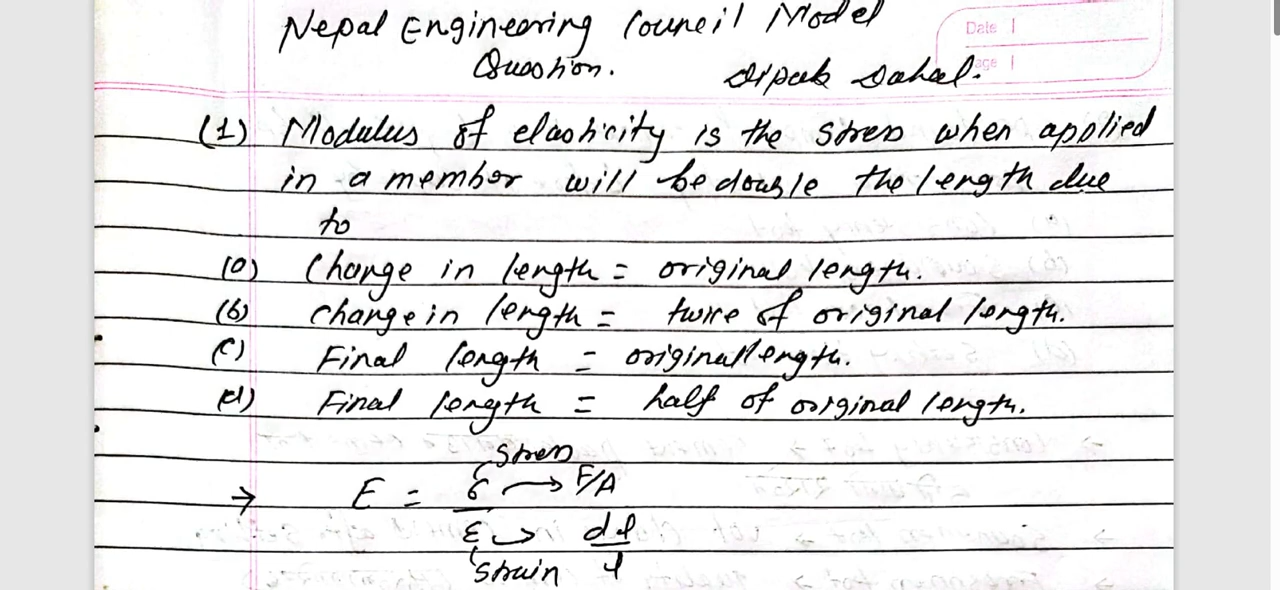 Nepal Engineering Council Model
Question. Dipak Dahal.
Date
age
(1) Modulus of elasticity is the stress when applied
in a member will be double the length due
to
(a) Change in length = original length.
(b) change in length = twice of original length.
(c) Final length = original length.
(d) Final length = half of original length.
Stress
→ E = σ → F/A
ε → dl/l
Strain